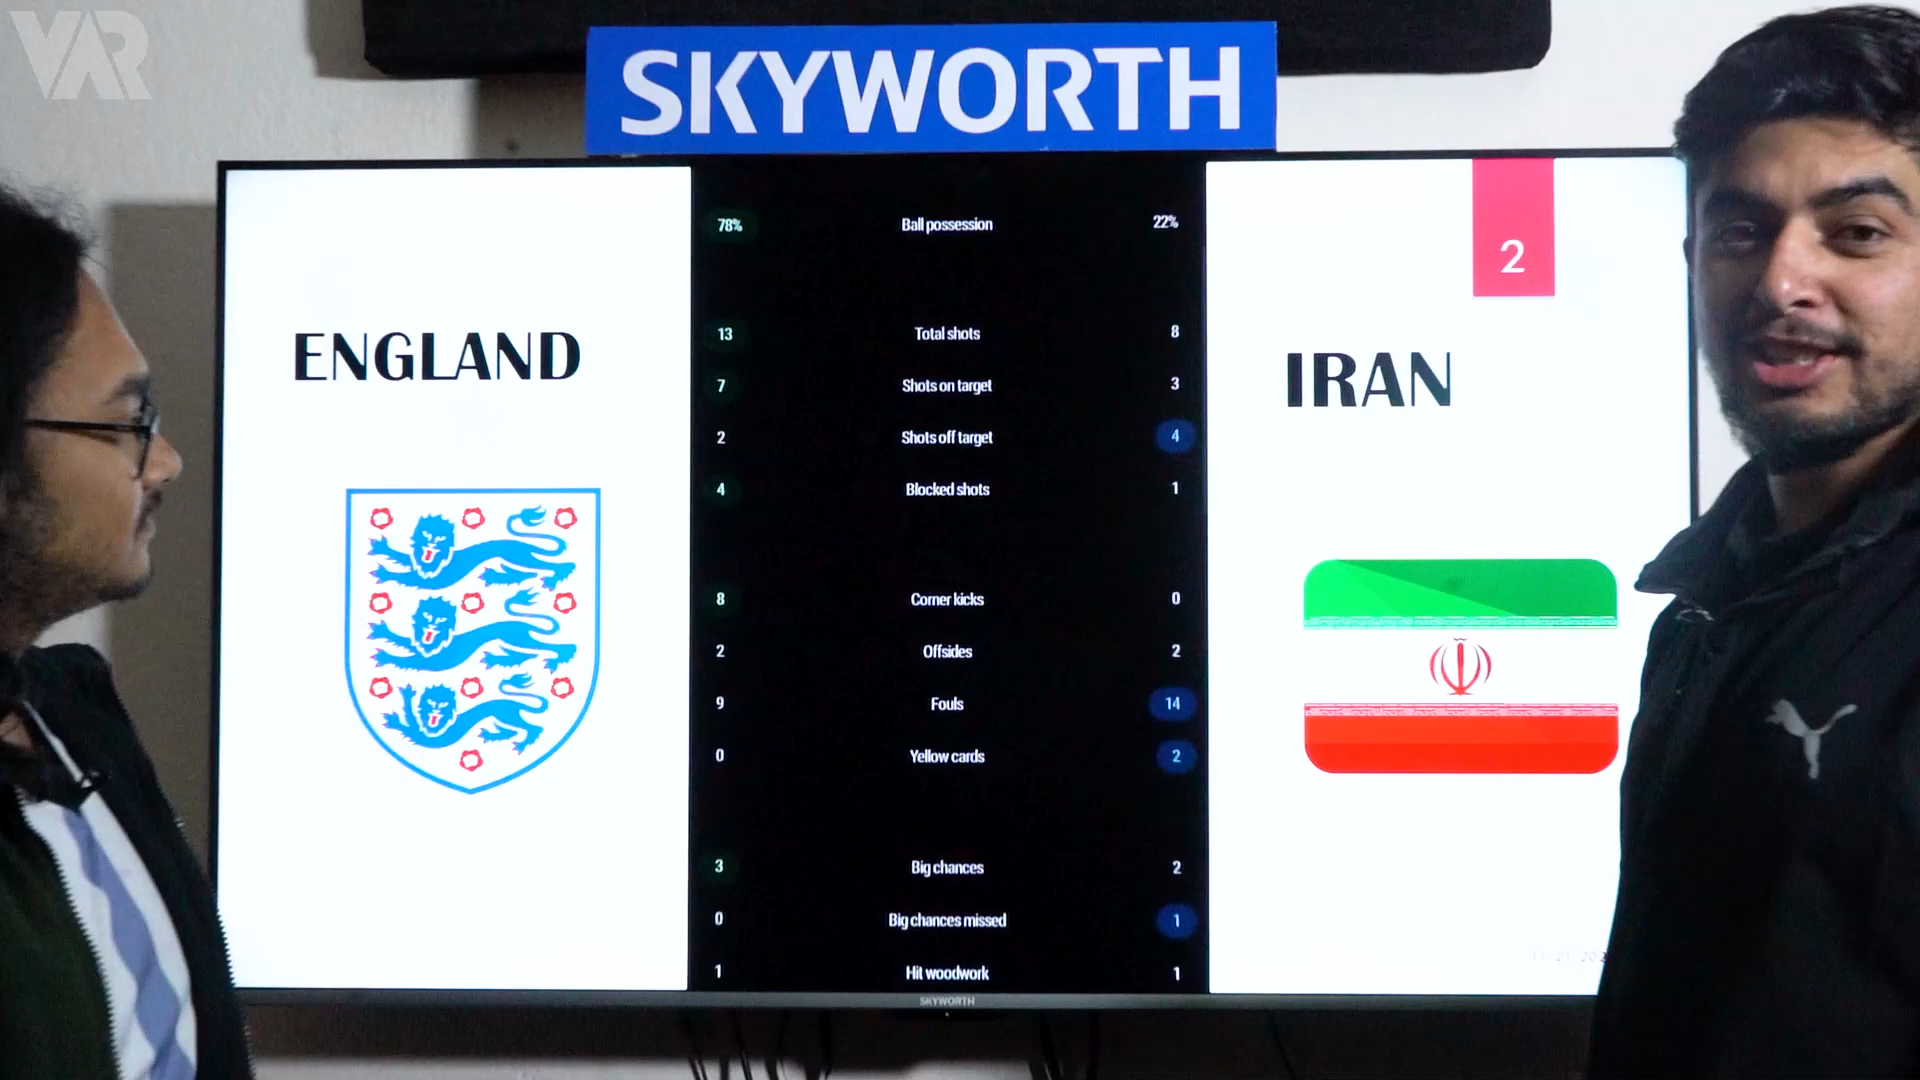 VAR
SKYWORTH
78% Ball possession 22%
2
13 Total shots 8
ENGLAND
IRAN
7 Shots on target 3
2 Shots off target 4
4 Blocked shots 1
8 Corner kicks 0
2 Offsides 2
9 Fouls 14
0 Yellow cards 2
3 Big chances 2
0 Big chances missed 1
1 Hit woodwork 1
SKYWORTH